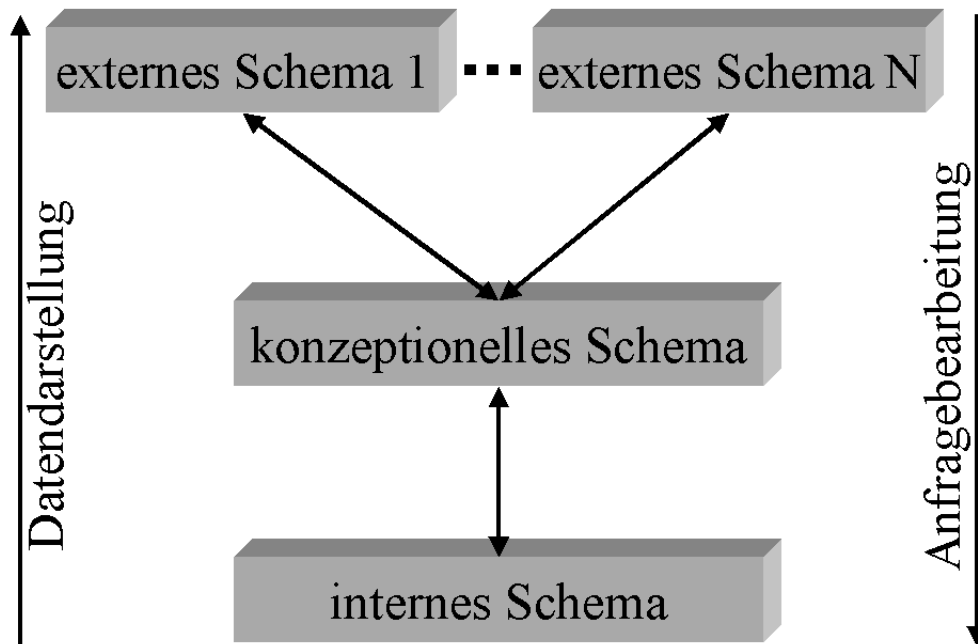 externes Schema 1
externes Schema N
Datendarstellung
Anfragebearbeitung
konzeptionelles Schema
internes Schema